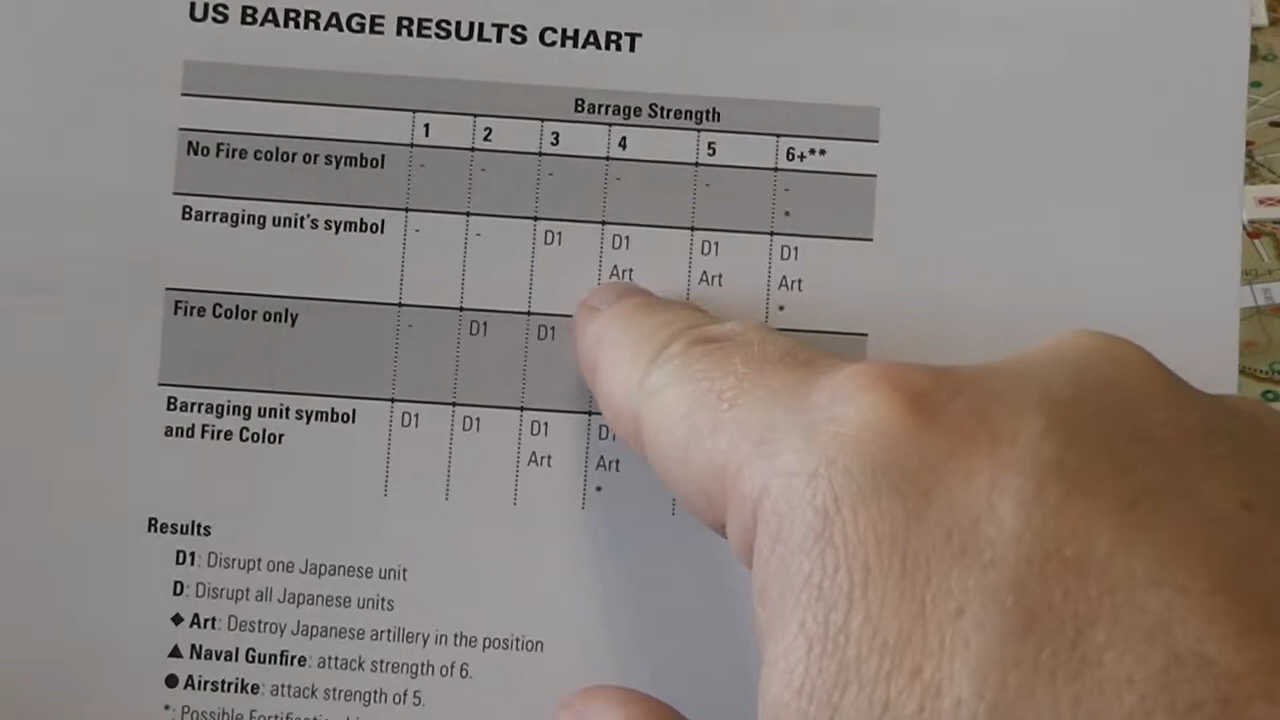 US BARRAGE RESULTS CHART
Barrage Strength
1 2 3 4 5 6+**
No Fire color or symbol - - - - - -
*
Barraging unit's symbol - - D1 D1 D1 D1
Art Art Art
*
Fire Color only - D1 D1
Barraging unit symbol D1 D1 D1
and Fire Color Art Art
*
Results
D1: Disrupt one Japanese unit
D: Disrupt all Japanese units
◆ Art: Destroy Japanese artillery in the position
▲ Naval Gunfire: attack strength of 6.
● Airstrike: attack strength of 5.
*: Possible